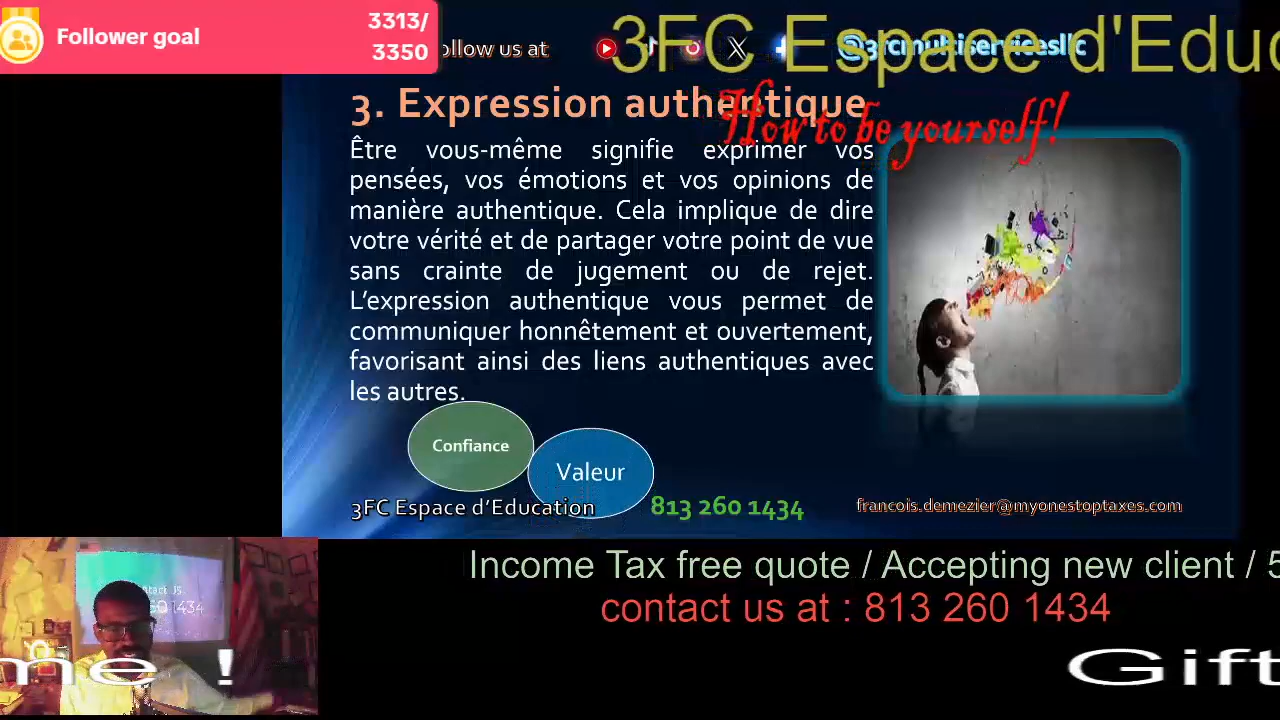 Follower goal
3313/
3350
ollow us at
@3fcmultiservicesllc
3FC Espace d'Educ
3. Expression authentique
How to be yourself!
Être vous-même signifie exprimer vos
pensées, vos émotions et vos opinions de
manière authentique. Cela implique de dire
votre vérité et de partager votre point de vue
sans crainte de jugement ou de rejet.
L'expression authentique vous permet de
communiquer honnêtement et ouvertement,
favorisant ainsi des liens authentiques avec
les autres.
Confiance
Valeur
3FC Espace d'Education
813 260 1434
francois.demezier@myonestoptaxes.com
Income Tax free quote / Accepting new client / 5
contact us at : 813 260 1434
me !
Gift